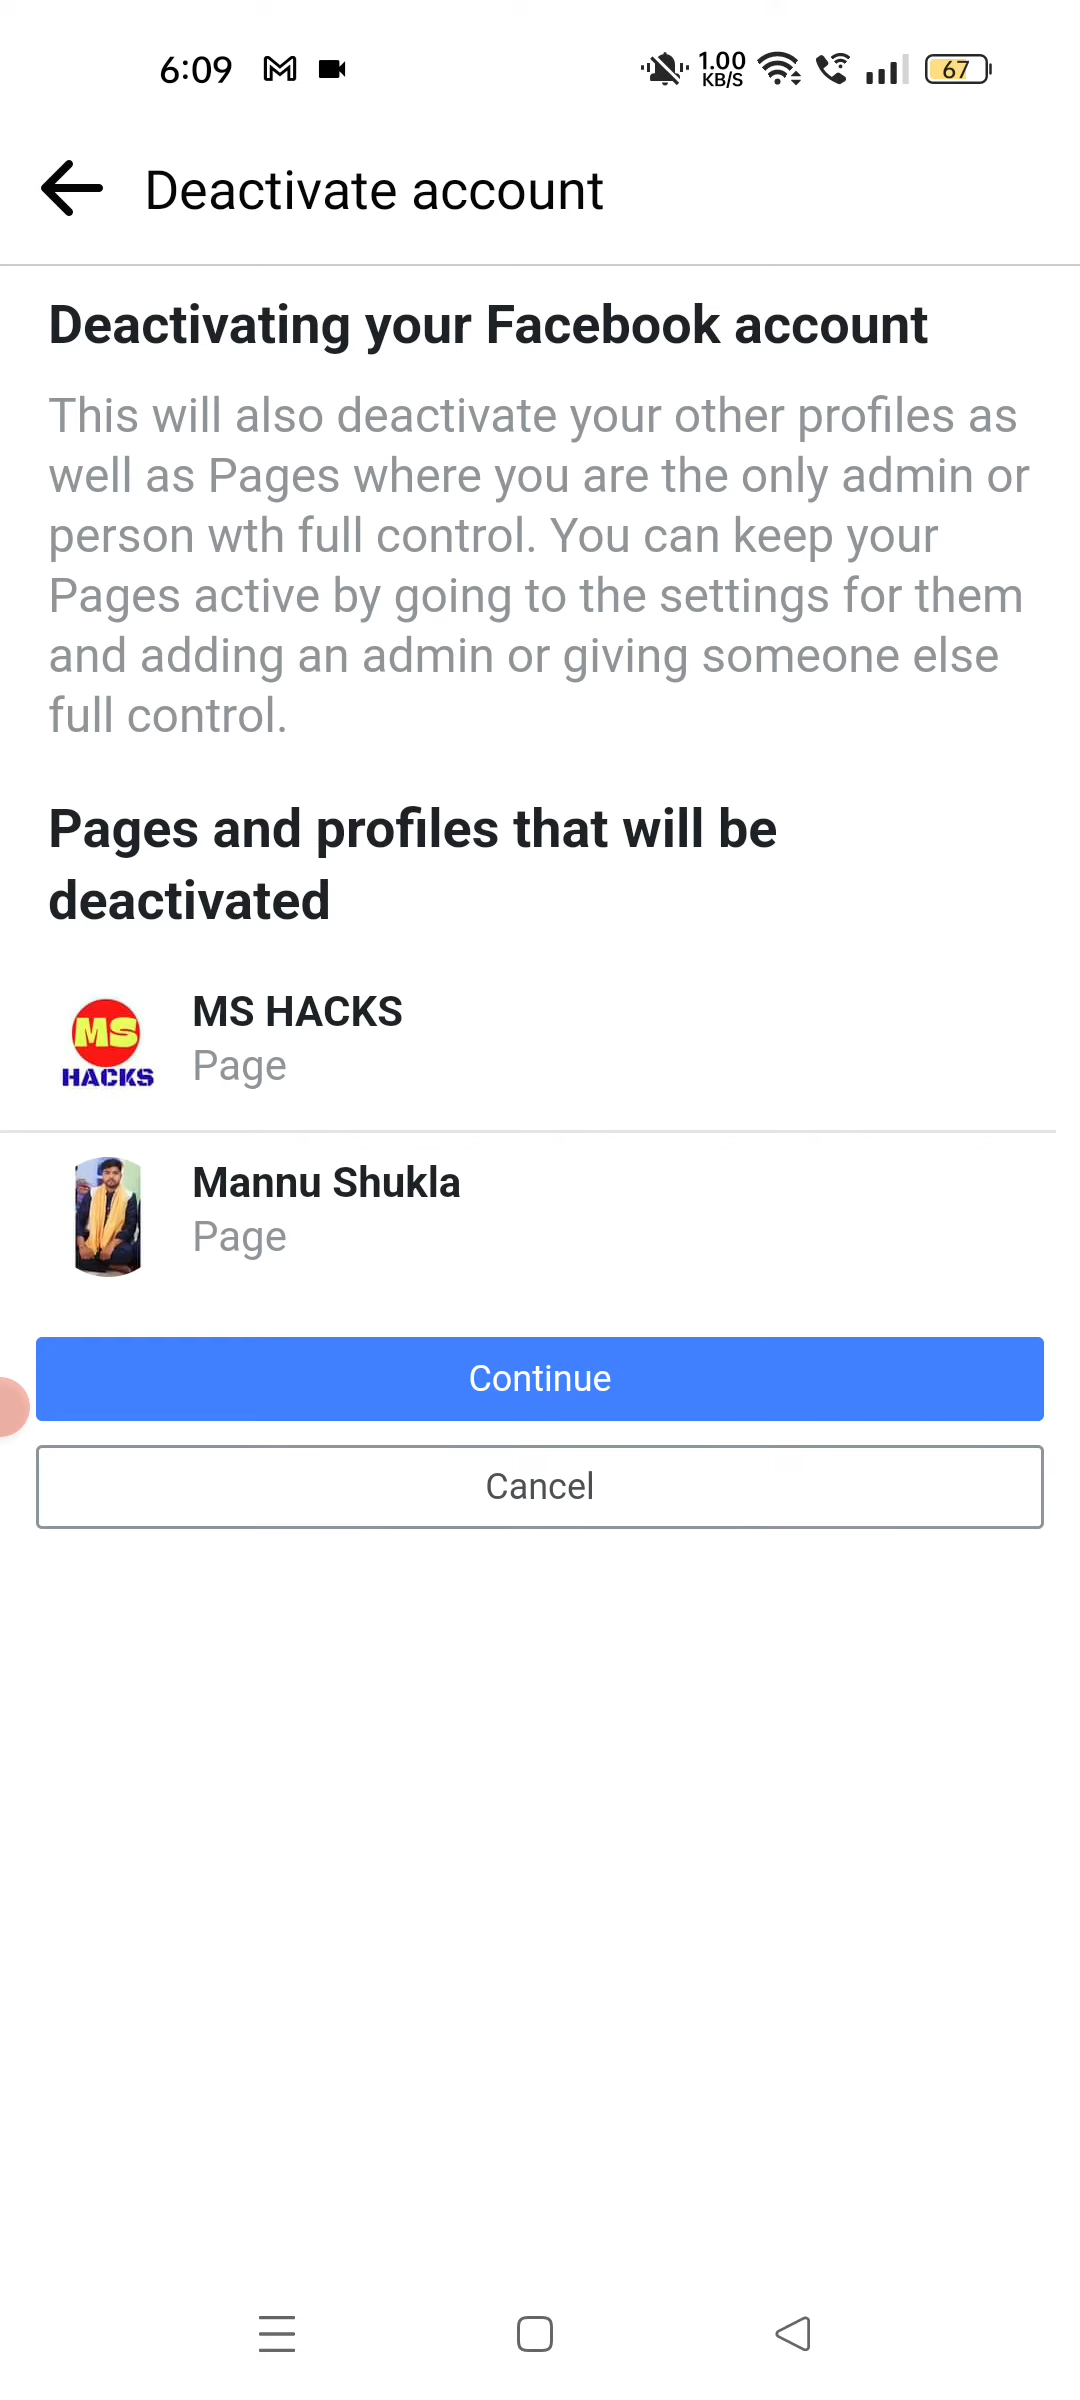 6:09
1.00
KB/S
67
Deactivate account
Deactivating your Facebook account
This will also deactivate your other profiles as
well as Pages where you are the only admin or
person wth full control. You can keep your
Pages active by going to the settings for them
and adding an admin or giving someone else
full control.
Pages and profiles that will be
deactivated
MS
HACKS
MS HACKS
Page
Mannu Shukla
Page
Continue
Cancel